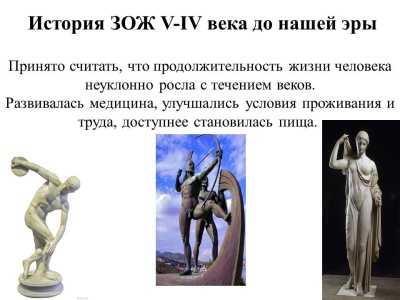 История ЗОЖ V-IV века до нашей эры
Принято считать, что продолжительность жизни человека
неуклонно росла с течением веков.
Развивалась медицина, улучшались условия проживания и
труда, доступнее становилась пища.